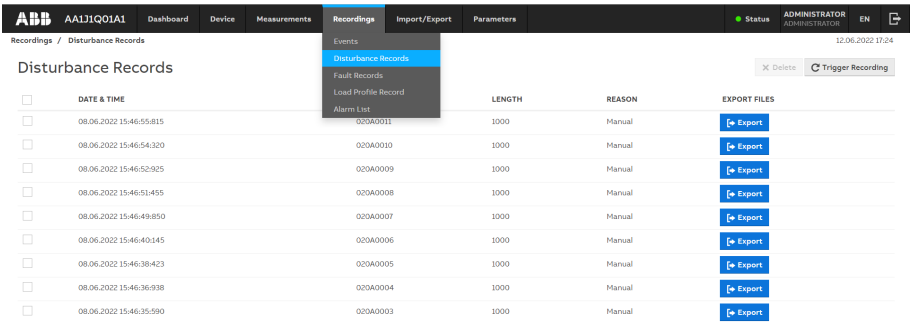 ABB AA1J1Q01A1 Dashboard Device Measurements Recordings Import/Export Parameters Status ADMINISTRATOR EN
ADMINISTRATOR
Recordings / Disturbance Records 12.06.2022 17:24
Events
Disturbance Records
Fault Records
Load Profile Record
Alarm List
Disturbance Records Delete Trigger Recording
DATE & TIME LENGTH REASON EXPORT FILES
08.06.2022 15:46:55:815 020A0011 1000 Manual Export
08.06.2022 15:46:54:320 020A0010 1000 Manual Export
08.06.2022 15:46:52:925 020A0009 1000 Manual Export
08.06.2022 15:46:51:455 020A0008 1000 Manual Export
08.06.2022 15:46:49:850 020A0007 1000 Manual Export
08.06.2022 15:46:40:145 020A0006 1000 Manual Export
08.06.2022 15:46:38:423 020A0005 1000 Manual Export
08.06.2022 15:46:36:938 020A0004 1000 Manual Export
08.06.2022 15:46:35:590 020A0003 1000 Manual Export